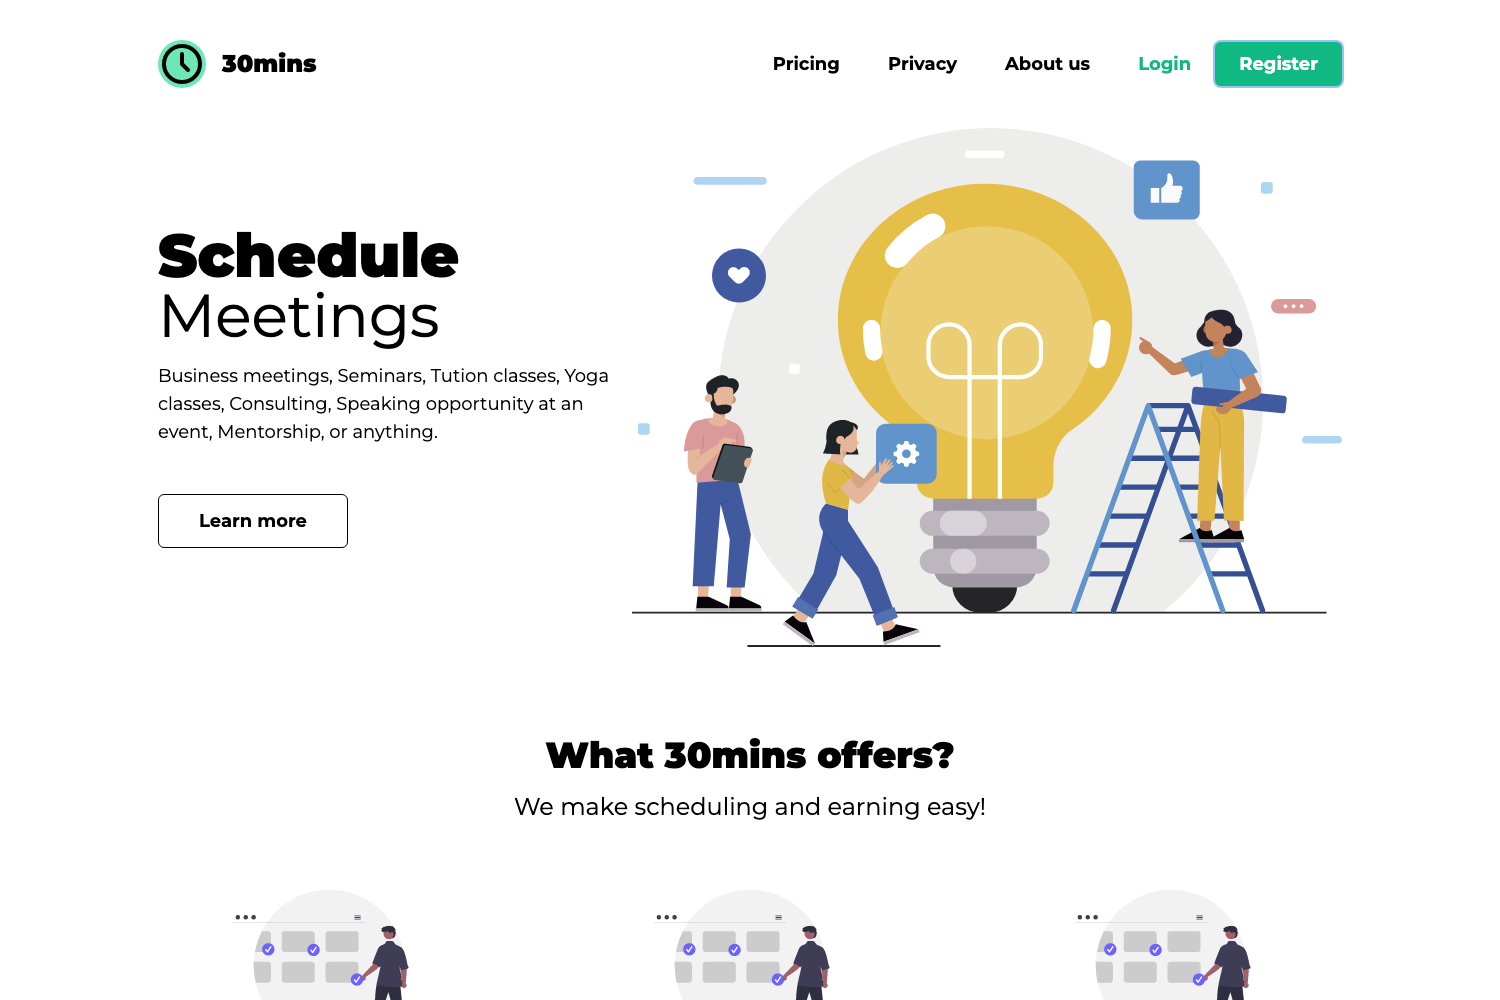 30mins
Pricing
Privacy
About us
Login
Register
Schedule
Meetings
Business meetings, Seminars, Tution classes, Yoga
classes, Consulting, Speaking opportunity at an
event, Mentorship, or anything.
Learn more
What 30mins offers?
We make scheduling and earning easy!